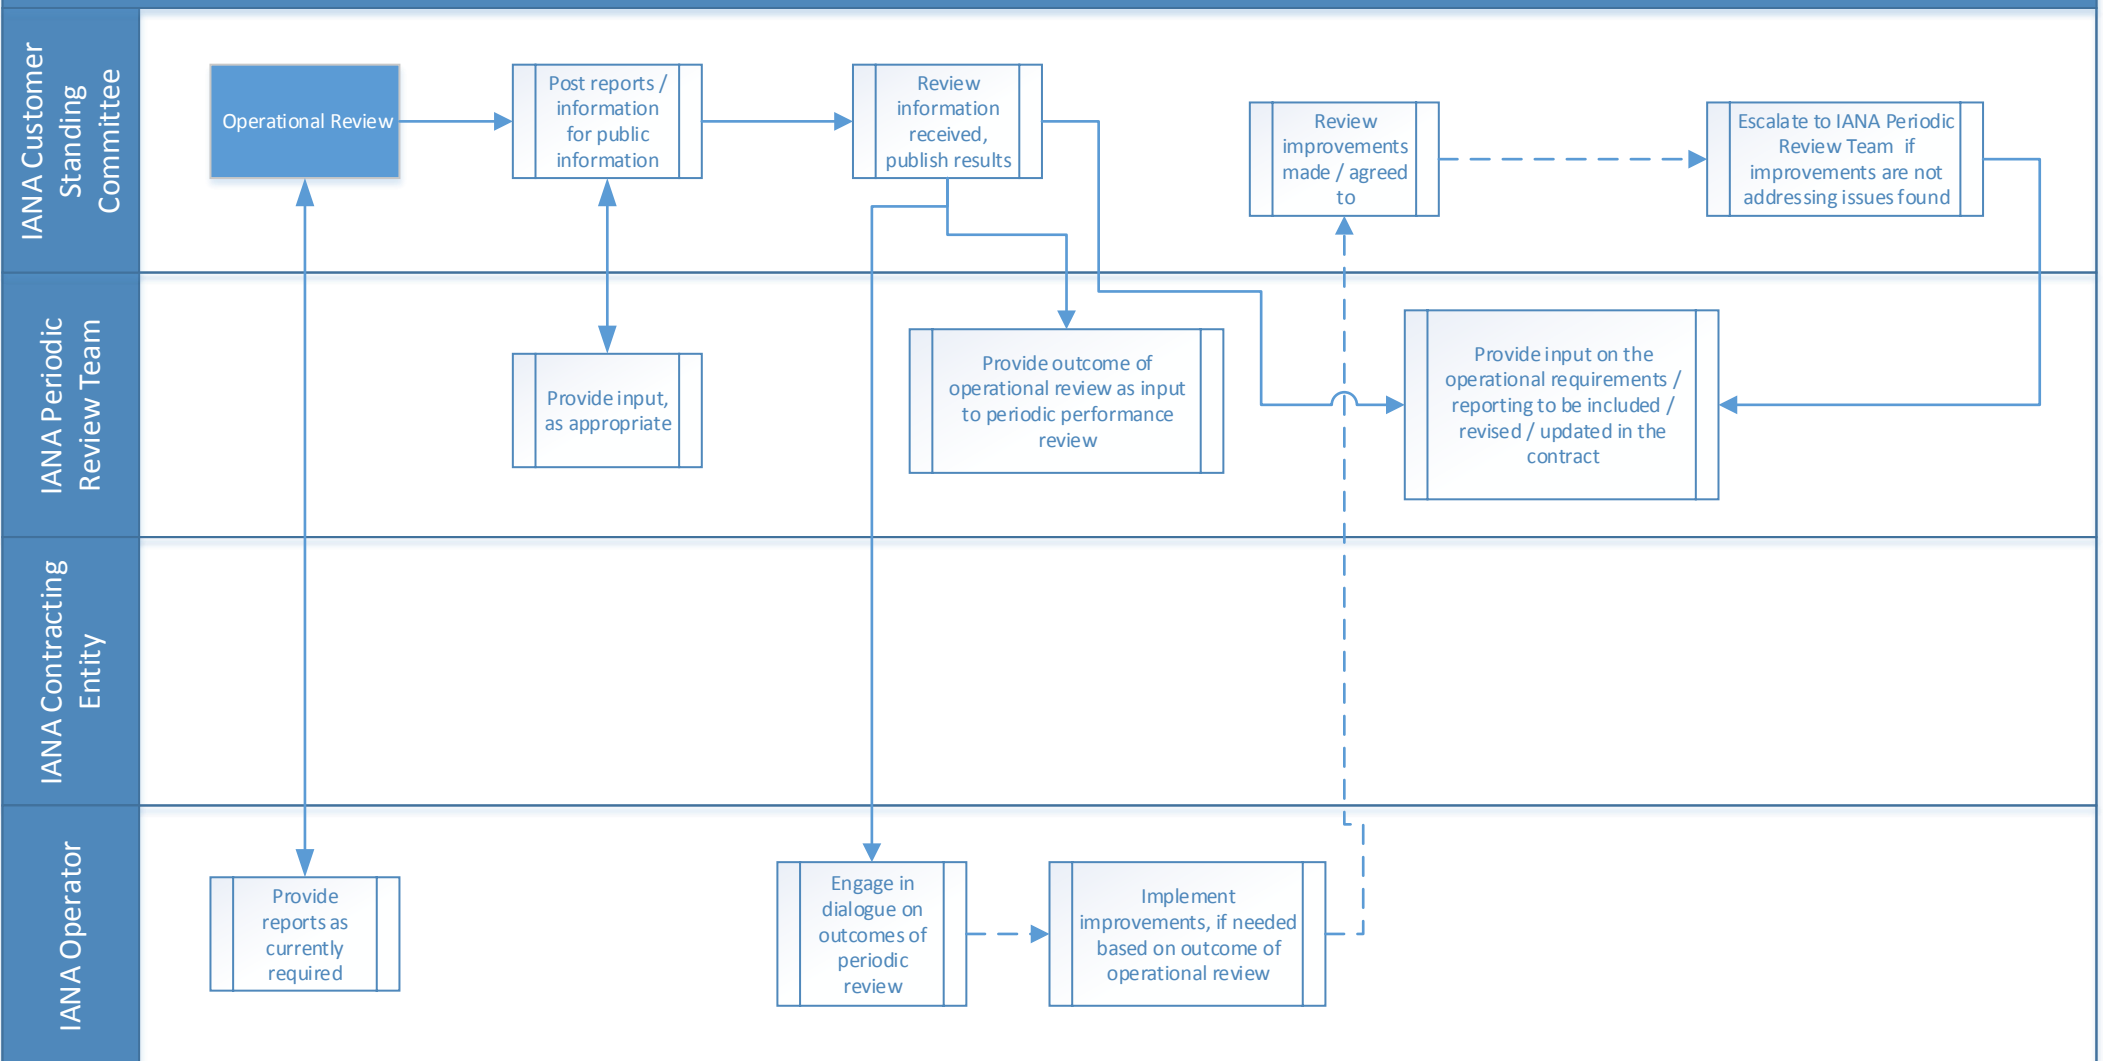 IANA Customer
Standing
Committee
Operational Review
Post reports /
information
for public
information
Review
information
received,
publish results
Review
improvements
made / agreed
to
Escalate to IANA Periodic
Review Team if
improvements are not
addressing issues found
IANA Periodic
Review Team
Provide input,
as appropriate
Provide outcome of
operational review as input
to periodic performance
review
Provide input on the
operational requirements /
reporting to be included /
revised / updated in the
contract
IANA Contracting
Entity
IANA Operator
Provide
reports as
currently
required
Engage in
dialogue on
outcomes of
periodic
review
Implement
improvements, if needed
based on outcome of
operational review